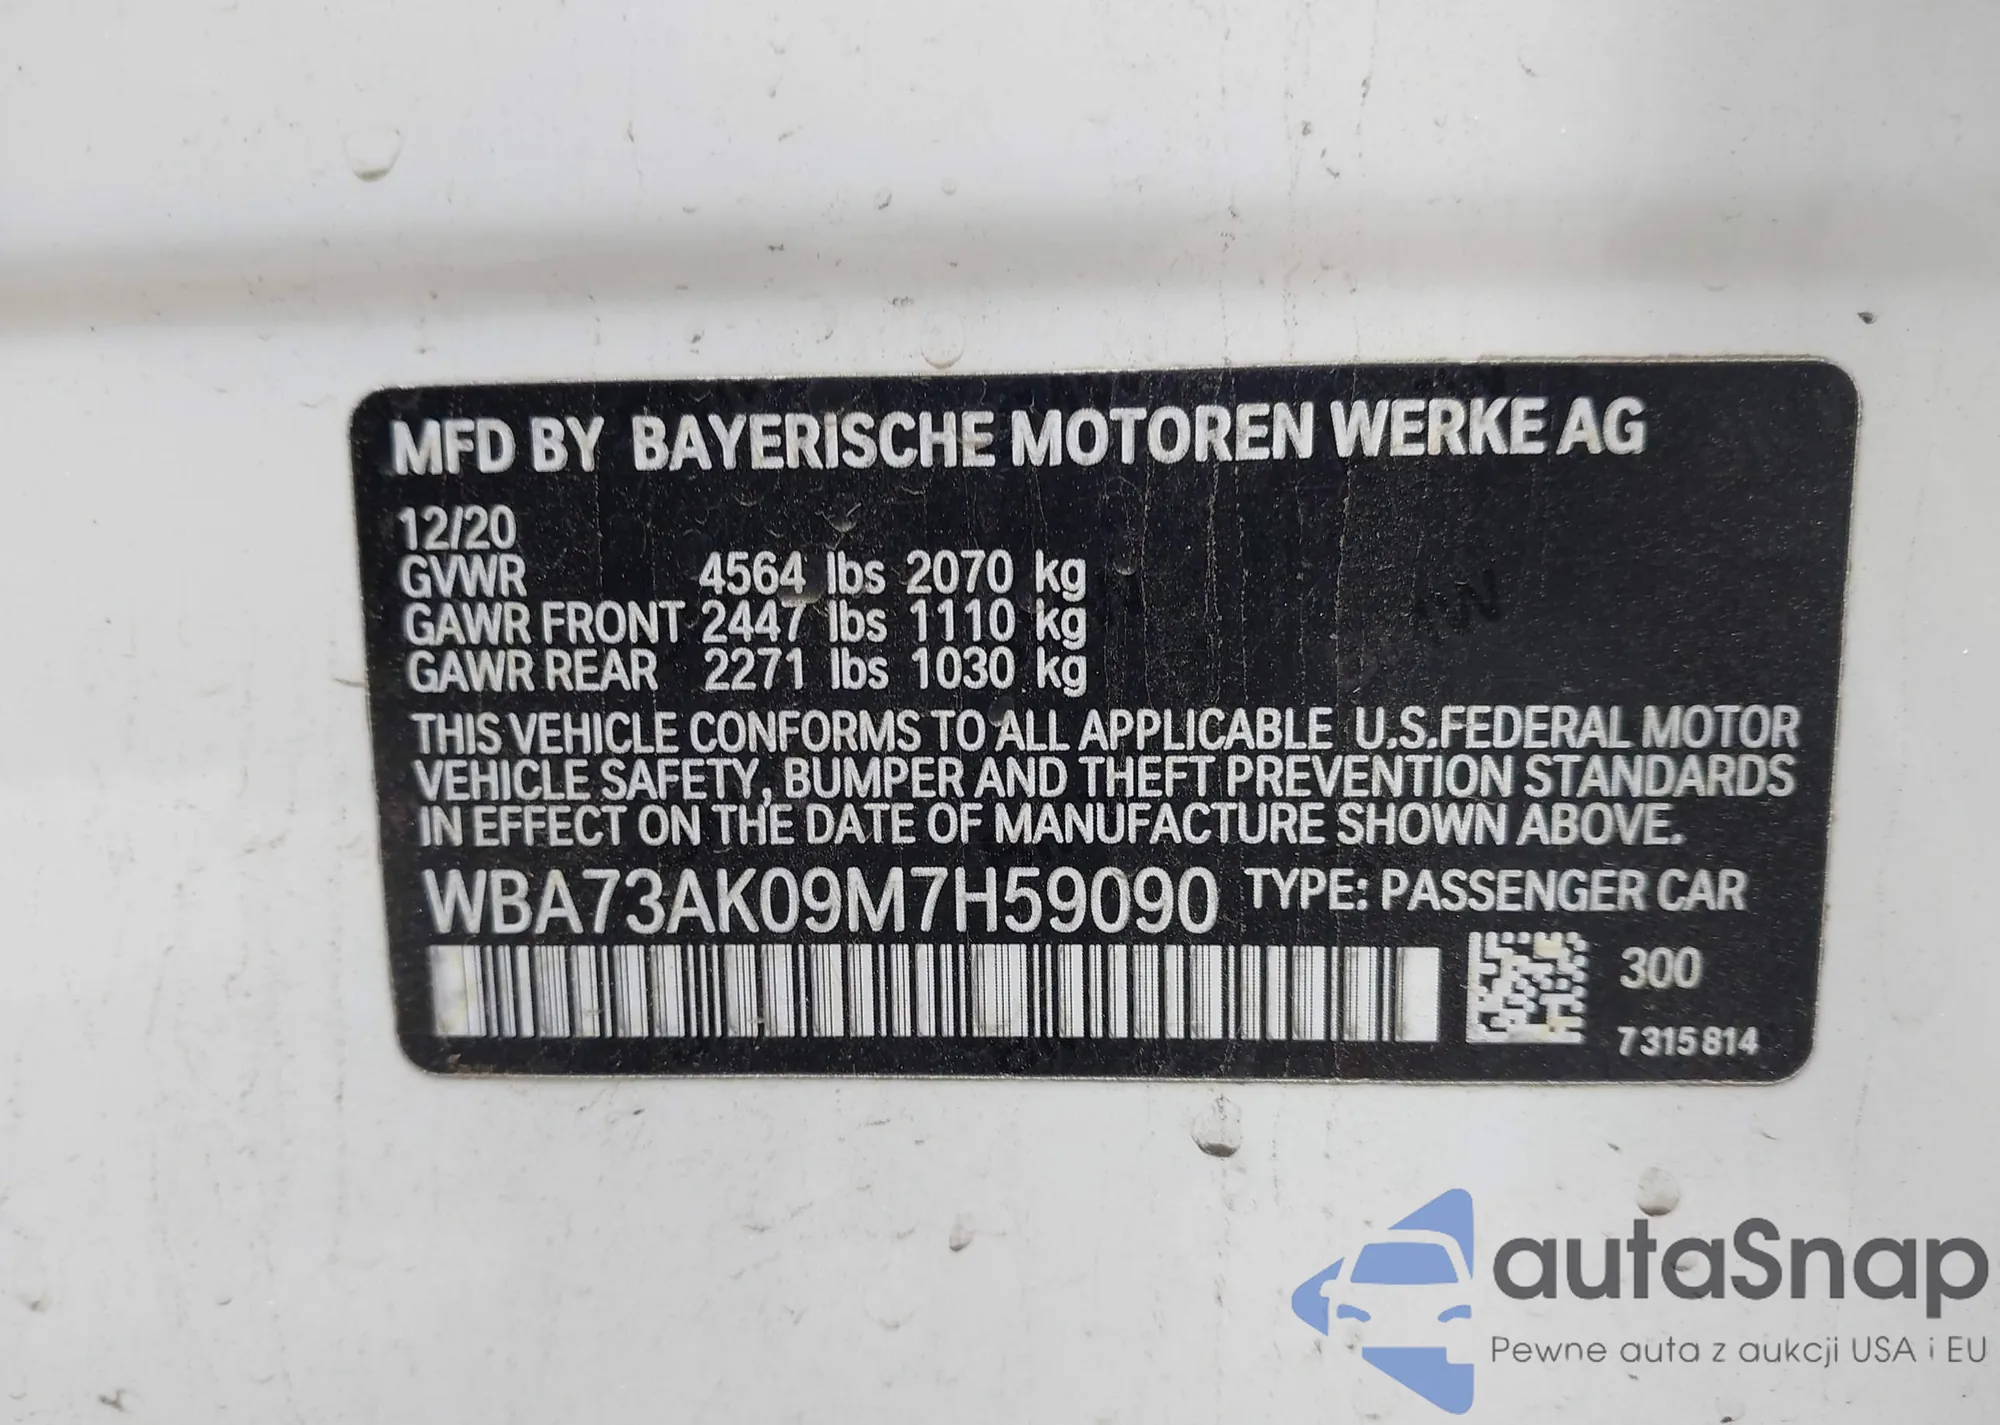 MFD BY BAYERISCHE MOTOREN WERKE AG
12/20
GVWR 4564 lbs 2070 kg
GAWR FRONT 2447 lbs 1110 kg
GAWR REAR 2271 lbs 1030 kg
THIS VEHICLE CONFORMS TO ALL APPLICABLE U.S.FEDERAL MOTOR
VEHICLE SAFETY, BUMPER AND THEFT PREVENTION STANDARDS
IN EFFECT ON THE DATE OF MANUFACTURE SHOWN ABOVE.
WBA73AK09M7H59090 TYPE: PASSENGER CAR
300
7315814
autaSnap
Pewne auta z aukcji USA i EU